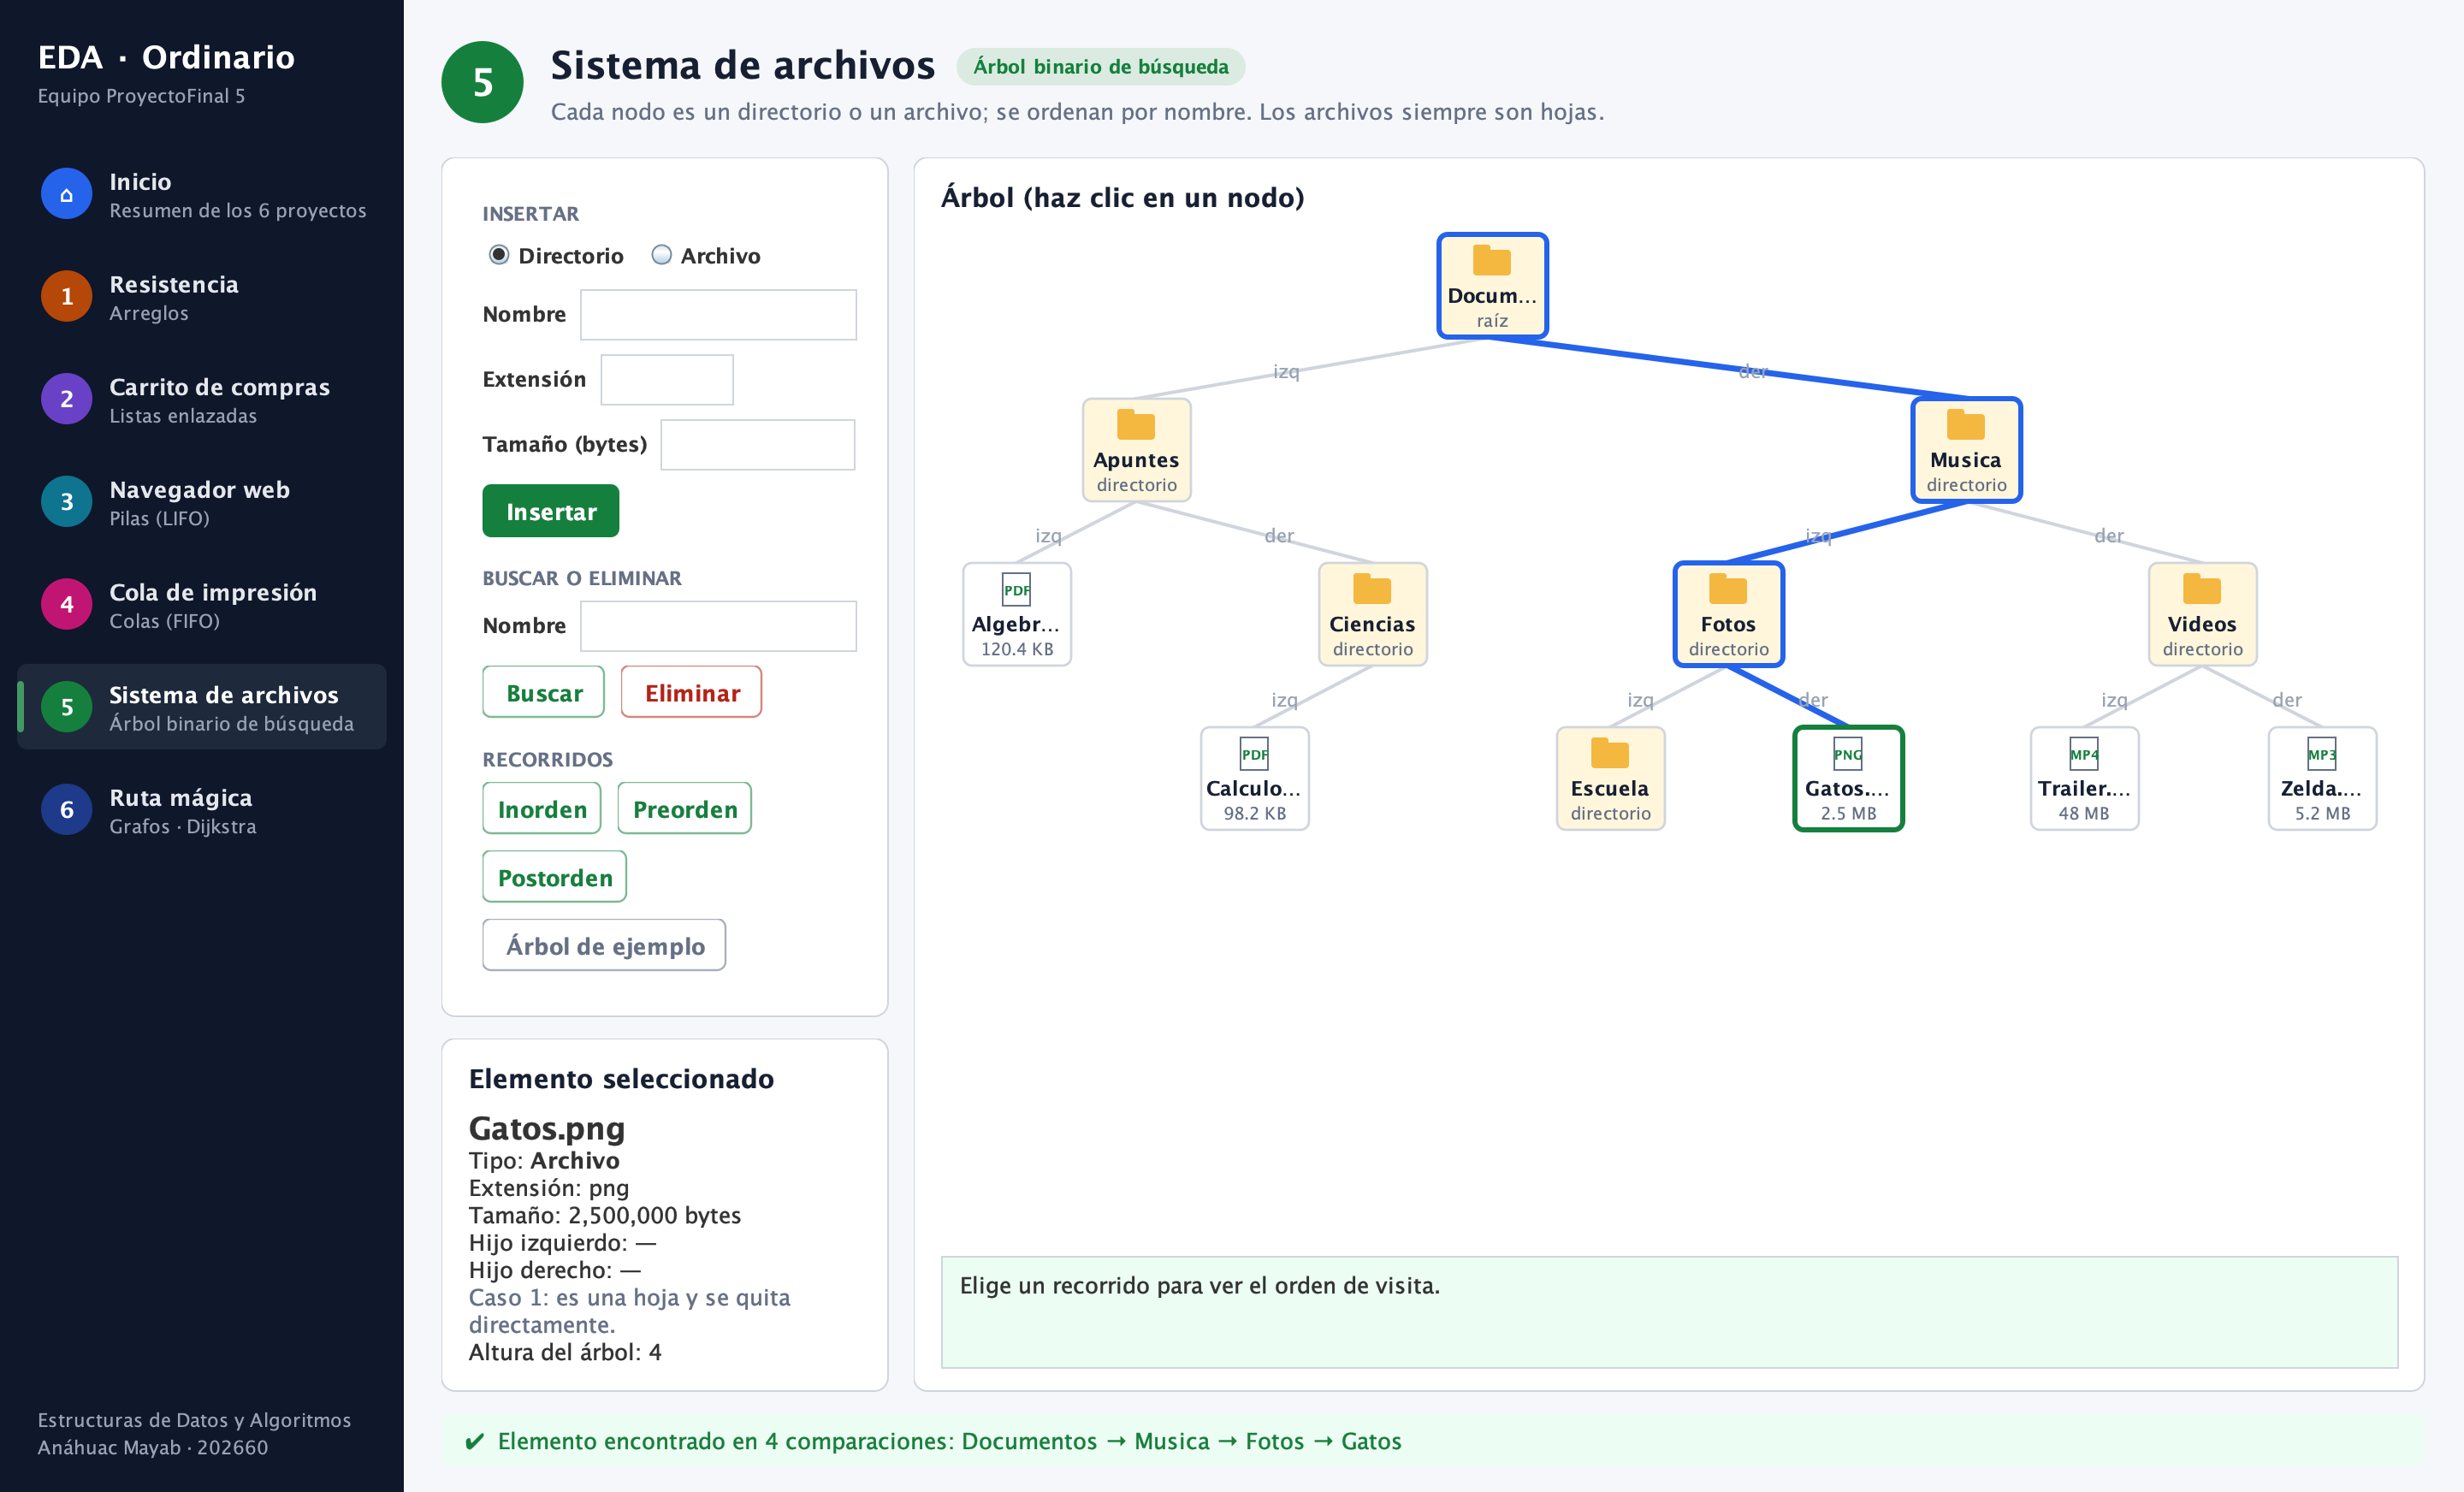 EDA · Ordinario
Equipo ProyectoFinal 5
⌂
Inicio
Resumen de los 6 proyectos
1
Resistencia
Arreglos
2
Carrito de compras
Listas enlazadas
3
Navegador web
Pilas (LIFO)
4
Cola de impresión
Colas (FIFO)
5
Sistema de archivos
Árbol binario de búsqueda
6
Ruta mágica
Grafos · Dijkstra
Estructuras de Datos y Algoritmos
Anáhuac Mayab · 202660
5
Sistema de archivos
Árbol binario de búsqueda
Cada nodo es un directorio o un archivo; se ordenan por nombre. Los archivos siempre son hojas.
INSERTAR
Directorio
Archivo
Nombre
Extensión
Tamaño (bytes)
Insertar
BUSCAR O ELIMINAR
Nombre
Buscar
Eliminar
RECORRIDOS
Inorden
Preorden
Postorden
Árbol de ejemplo
Elemento seleccionado
Gatos.png
Tipo: Archivo
Extensión: png
Tamaño: 2,500,000 bytes
Hijo izquierdo: —
Hijo derecho: —
Caso 1: es una hoja y se quita
directamente.
Altura del árbol: 4
Árbol (haz clic en un nodo)
Docum...
raíz
izq
der
Apuntes
directorio
Musica
directorio
izq
der
izq
der
PDF
Algebr...
120.4 KB
Ciencias
directorio
Fotos
directorio
Videos
directorio
izq
izq
der
izq
der
PDF
Calculo...
98.2 KB
Escuela
directorio
PNG
Gatos....
2.5 MB
MP4
Trailer....
48 MB
MP3
Zelda....
5.2 MB
Elige un recorrido para ver el orden de visita.
✔ Elemento encontrado en 4 comparaciones: Documentos → Musica → Fotos → Gatos